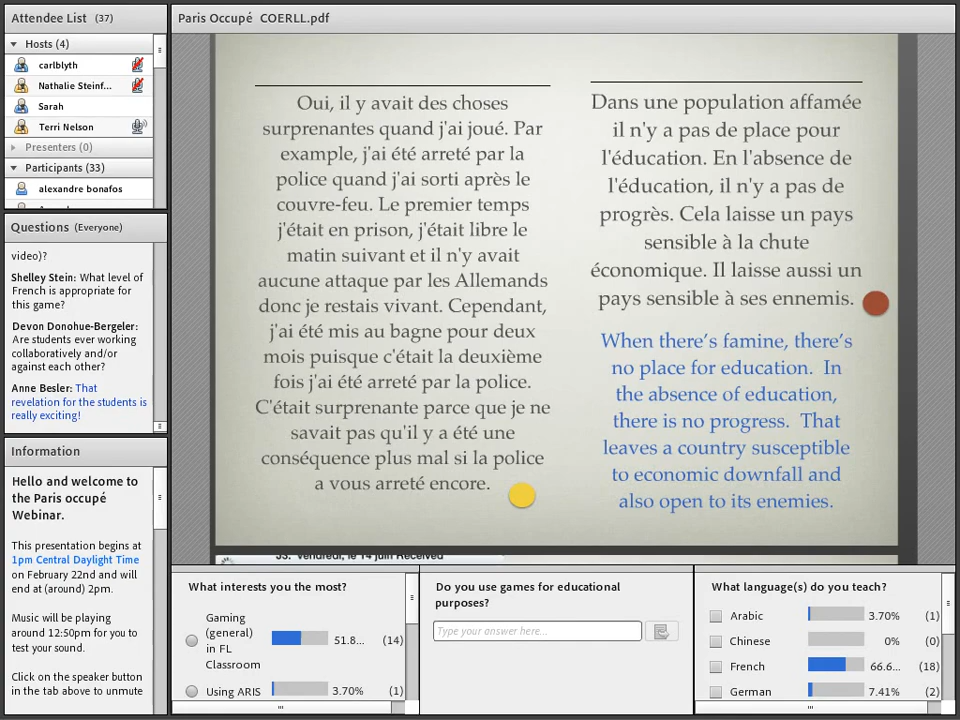 Attendee List (37)
Hosts (4)
carlblyth
Nathalie Steinf...
Sarah
Terri Nelson
Presenters (0)
Participants (33)
alexandre bonafos
Questions (Everyone)
video)?
Shelley Stein: What level of
French is appropriate for
this game?
Devon Donohue-Bergeler:
Are students ever working
collaboratively and/or
against each other?
Anne Besler: That
revelation for the students is
really exciting!
Information
Hello and welcome to
the Paris occupé
Webinar.
This presentation begins at
1pm Central Daylight Time
on February 22nd and will
end at (around) 2pm.
Music will be playing
around 12:50pm for you to
test your sound.
Click on the speaker button
in the tab above to unmute
Paris Occupé COERLL.pdf
Oui, il y avait des choses
surprenantes quand j'ai joué. Par
example, j'ai été arreté par la
police quand j'ai sorti après le
couvre-feu. Le premier temps
j'était en prison, j'était libre le
matin suivant et il n'y avait
aucune attaque par les Allemands
donc je restais vivant. Cependant,
j'ai été mis au bagne pour deux
mois puisque c'était la deuxième
fois j'ai été arreté par la police.
C'était surprenante parce que je ne
savait pas qu'il y a été une
conséquence plus mal si la police
a vous arreté encore.
Dans une population affamée
il n'y a pas de place pour
l'éducation. En l'absence de
l'éducation, il n'y a pas de
progrès. Cela laisse un pays
sensible à la chute
économique. Il laisse aussi un
pays sensible à ses ennemis.
When there's famine, there's
no place for education. In
the absence of education,
there is no progress. That
leaves a country susceptible
to economic downfall and
also open to its enemies.
33. Vendredi, le 14 juin Received
What interests you the most?
Gaming
(general)
in FL
Classroom
51.8... (14)
Using ARIS 3.70% (1)
Do you use games for educational
purposes?
Type your answer here...
What language(s) do you teach?
Arabic 3.70% (1)
Chinese 0% (0)
French 66.6... (18)
German 7.41% (2)